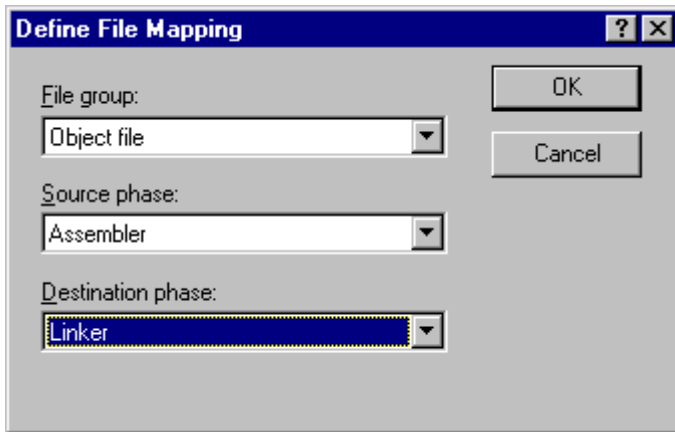 Define File Mapping
File group:
Object file
Source phase:
Assembler
Destination phase:
Linker
OK
Cancel